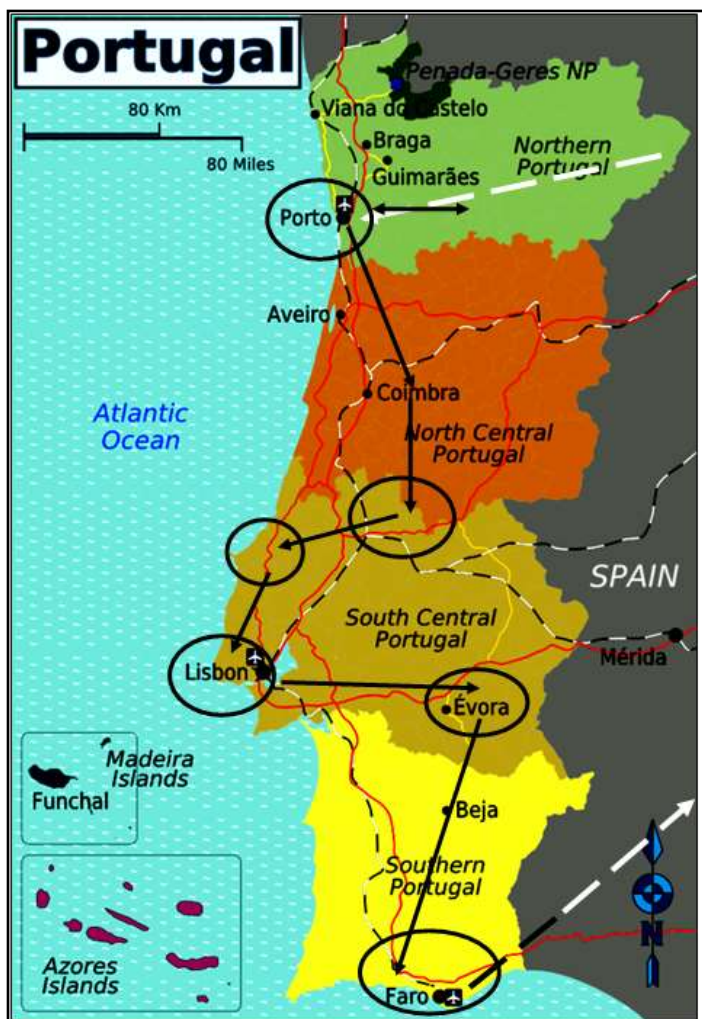 Portugal
80 Km
80 Miles
Penada-Geres NP
Viana do Castelo
Braga
Guimarães
Northern
Portugal
Porto
Aveiro
Coimbra
Atlantic
Ocean
North Central
Portugal
SPAIN
South Central
Portugal
Mérida
Lisbon
Évora
Madeira
Islands
Funchal
Beja
Southern
Portugal
N
Azores
Islands
Faro